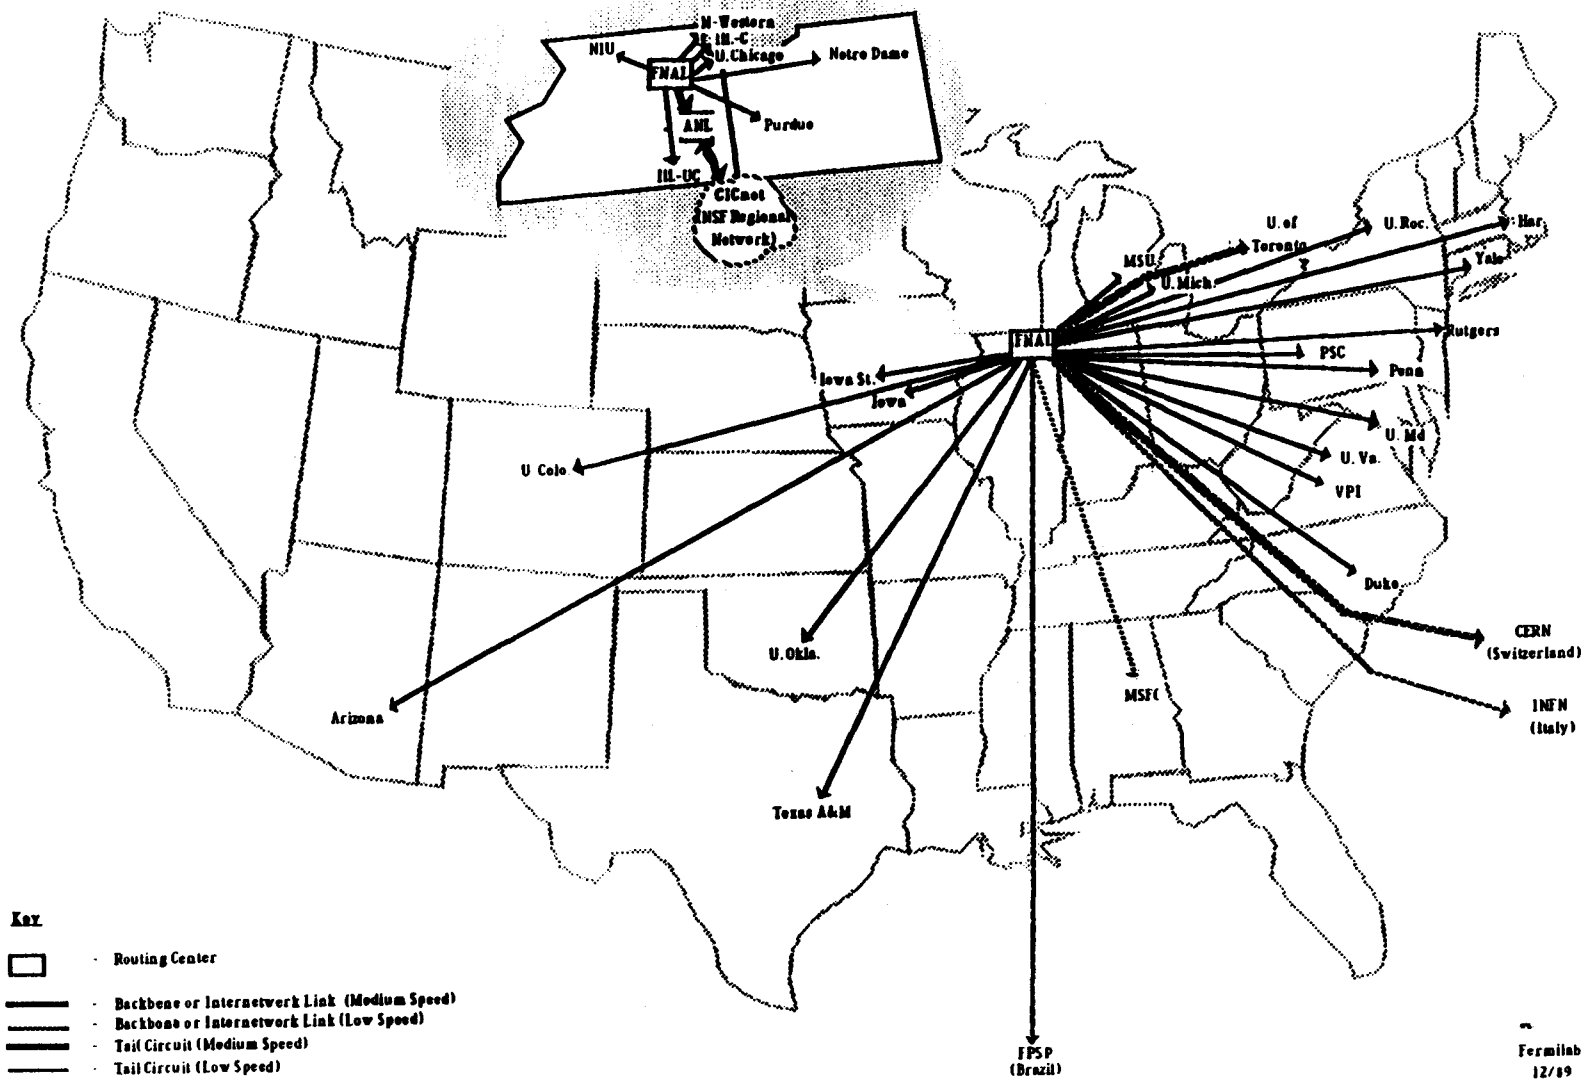 N-Western
NIU
Ill.-C
U.Chicago
Notre Dame
FNAL
ANL
Purdue
Ill.-UC
CICnet
(NSF Regional
Network)
U. of
Toronto
U. Roc.
Har.
MSU
U. Mich.
Yale
FNAL
Rutgers
PSC
Penn
Iowa St.
Iowa
U. Md
U. Va.
VPI
U. Colo
Duke
CERN
(Switzerland)
U.Okla.
MSFC
INFN
(Italy)
Arizona
Texas A&M
Key
- Routing Center
- Backbone or Internetwork Link (Medium Speed)
- Backbone or Internetwork Link (Low Speed)
- Tail Circuit (Medium Speed)
- Tail Circuit (Low Speed)
FPSP
(Brazil)
Fermilab
12/89